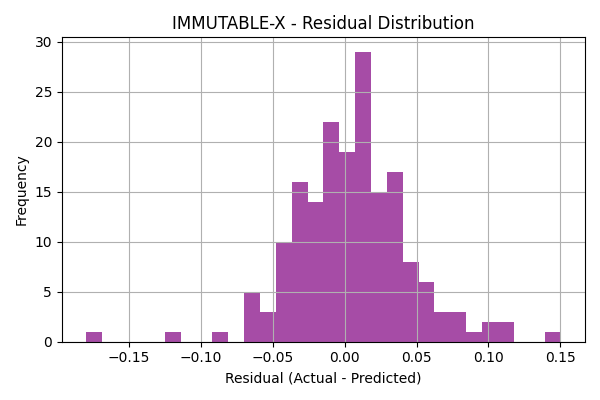 IMMUTABLE-X - Residual Distribution
Frequency
30
25
20
15
10
5
0
−0.15 −0.10 −0.05 0.00 0.05 0.10 0.15
Residual (Actual - Predicted)